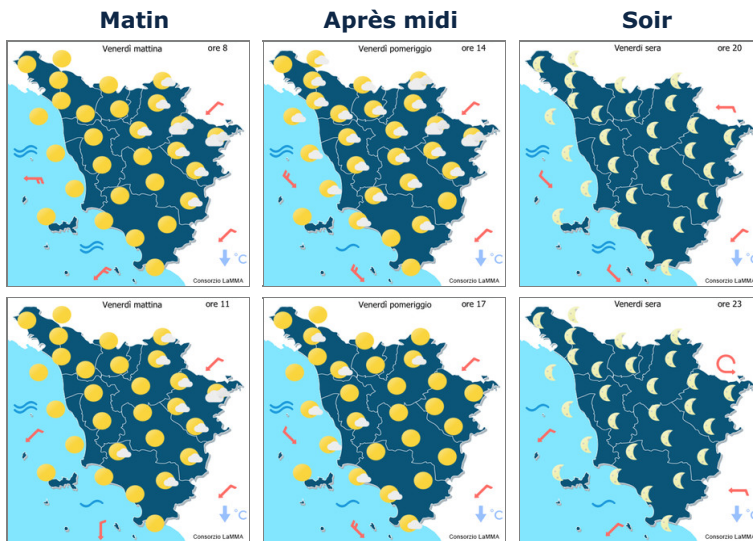 Matin Après midi Soir
Venerdì mattina ore 8
°C
Consorzio LaMMA
Venerdì pomeriggio ore 14
°C
Consorzio LaMMA
Venerdì sera ore 20
°C
Consorzio LaMMA
Venerdì mattina ore 11
°C
Consorzio LaMMA
Venerdì pomeriggio ore 17
°C
Consorzio LaMMA
Venerdì sera ore 23
°C
Consorzio LaMMA